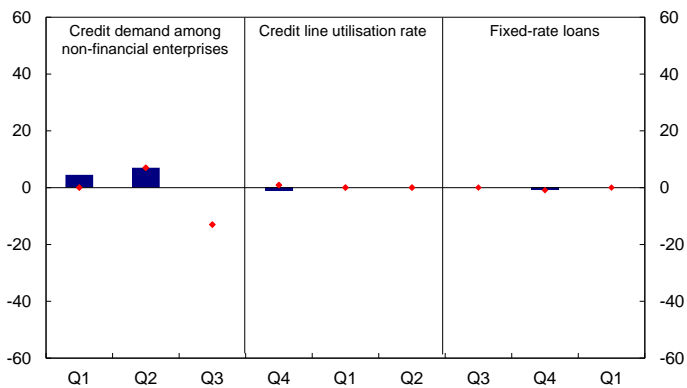 60
40
20
0
-20
-40
-60
Credit demand among
non-financial enterprises
Credit line utilisation rate
Fixed-rate loans
60
40
20
0
-20
-40
-60
Q1 Q2 Q3 Q4 Q1 Q2 Q3 Q4 Q1